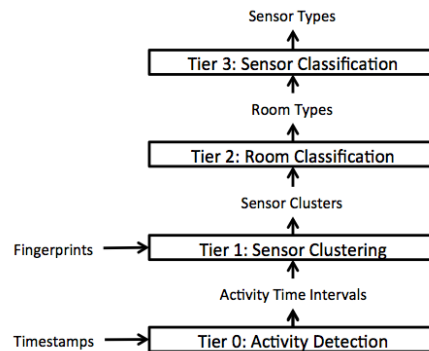 Sensor Types
Tier 3: Sensor Classification
Room Types
Tier 2: Room Classification
Sensor Clusters
Fingerprints
Tier 1: Sensor Clustering
Activity Time Intervals
Timestamps
Tier 0: Activity Detection